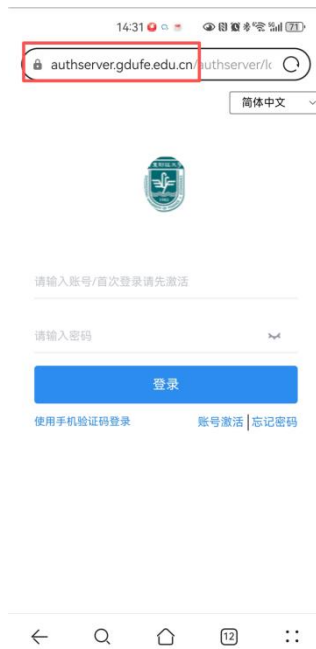 14:31
71
authserver.gdufe.edu.cn/authserver/lo
简体中文
请输入账号/首次登录请先激活
请输入密码
登录
使用手机验证码登录
账号激活 忘记密码
12